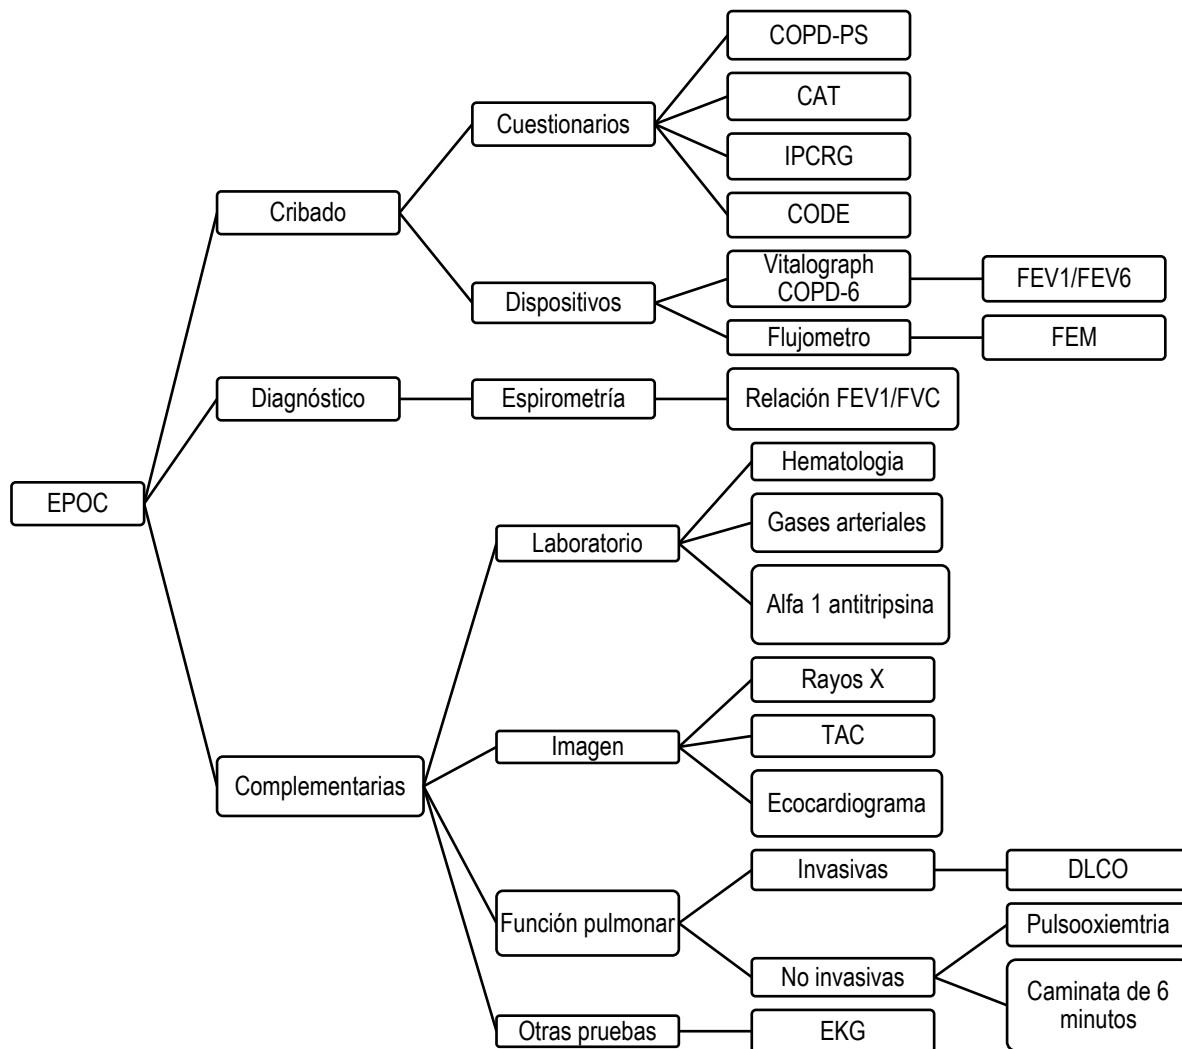 COPD-PS
CAT
Cuestionarios
IPCRG
CODE
Cribado
Vitalograph
COPD-6
FEV1/FEV6
Dispositivos
Flujometro
FEM
Diagnóstico
Espirometría
Relación FEV1/FVC
Hematologia
EPOC
Gases arteriales
Laboratorio
Alfa 1 antitripsina
Rayos X
Imagen
TAC
Complementarias
Ecocardiograma
Invasivas
DLCO
Función pulmonar
Pulsooxiemtria
No invasivas
Caminata de 6
minutos
Otras pruebas
EKG